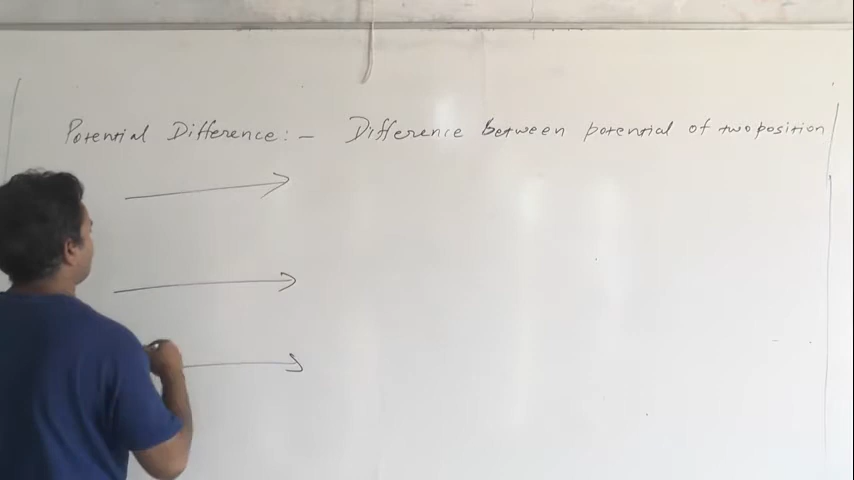 Potential Difference:- Difference between potential of two position